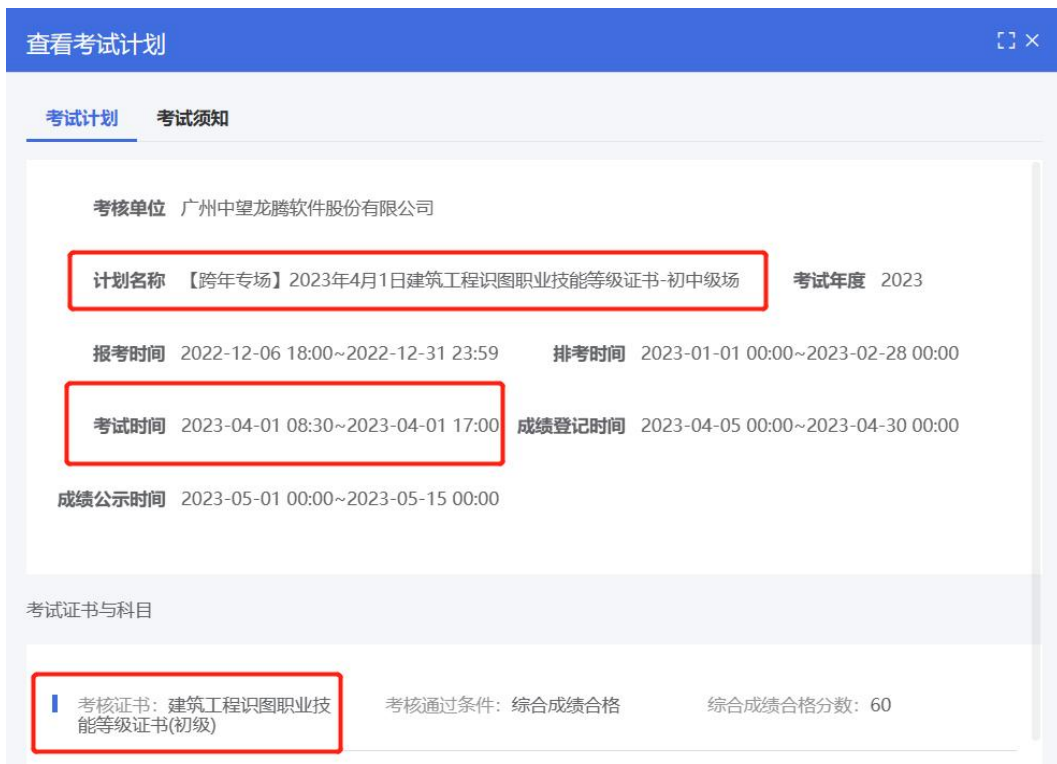 查看考试计划
考试计划 考试须知
考核单位 广州中望龙腾软件股份有限公司
计划名称 【跨年专场】2023年4月1日建筑工程识图职业技能等级证书-初中级场 考试年度 2023
报考时间 2022-12-06 18:00~2022-12-31 23:59 排考时间 2023-01-01 00:00~2023-02-28 00:00
考试时间 2023-04-01 08:30~2023-04-01 17:00 成绩登记时间 2023-04-05 00:00~2023-04-30 00:00
成绩公示时间 2023-05-01 00:00~2023-05-15 00:00
考试证书与科目
考核证书：建筑工程识图职业技 考核通过条件：综合成绩合格 综合成绩合格分数：60
能等级证书(初级)